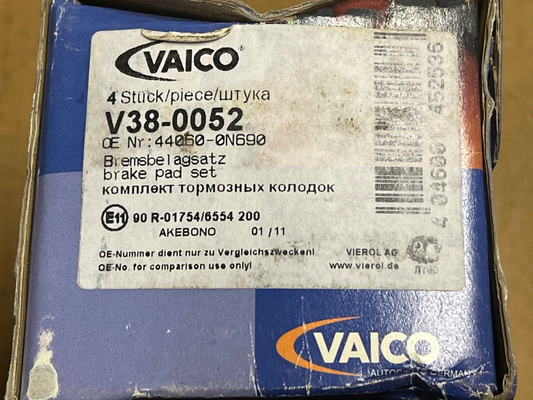 VAICO
4 Stück/piece/штука
V38-0052
OE Nr.:44060-0N690
Bremsbelagsatz
brake pad set
комплект тормозных колодок
E11 90 R-01754/6554 200
AKEBONO 01/11
OE-Nummer dient nur zu Vergleichszwecken!
OE-No. for comparison use only!
VIEROL AG
www.vierol.de
VAICO